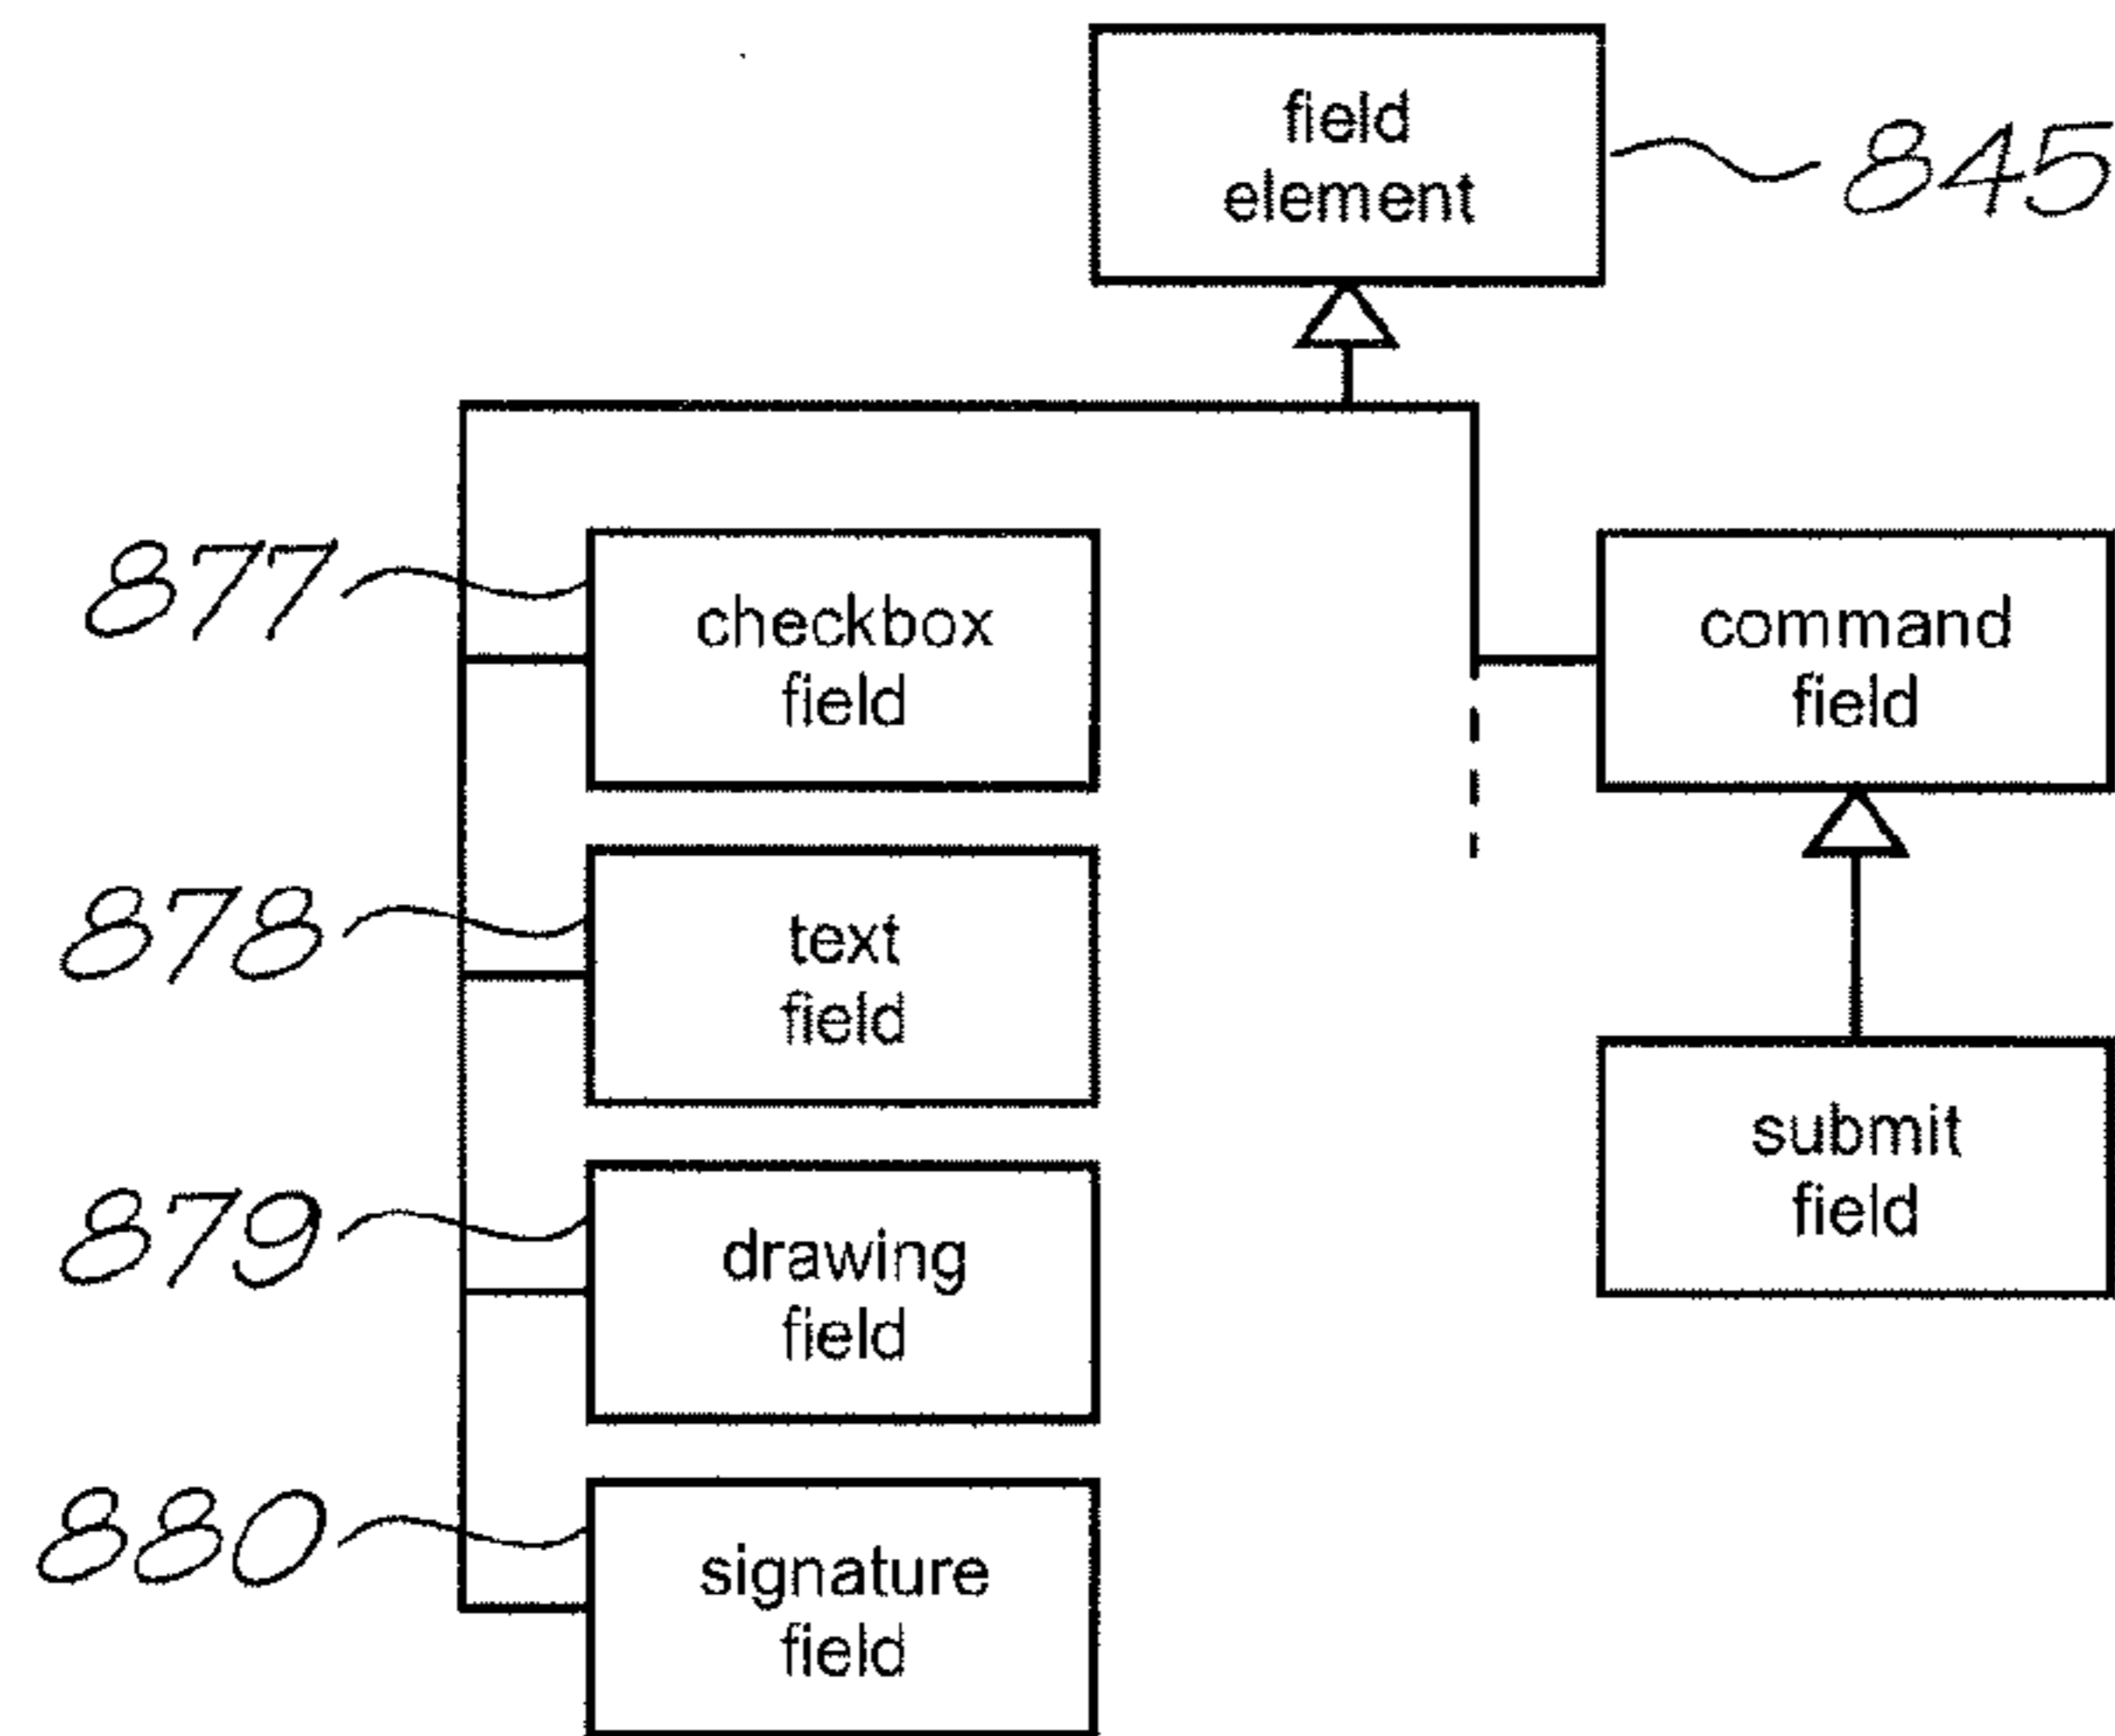 field
element
845
877
checkbox
field
command
field
878
text
field
submit
field
879
drawing
field
880
signature
field